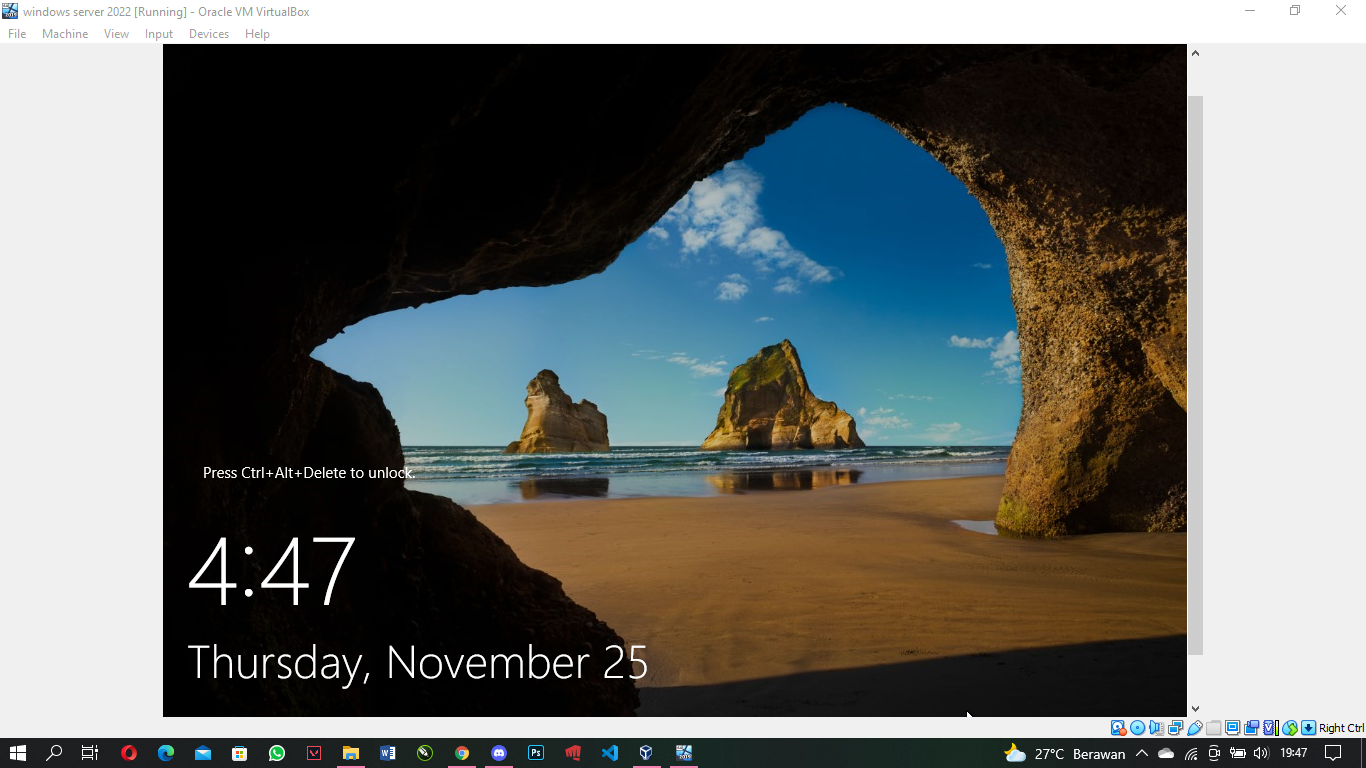 windows server 2022 [Running] - Oracle VM VirtualBox
File Machine View Input Devices Help
Press Ctrl+Alt+Delete to unlock.
4:47
Thursday, November 25
Right Ctrl
27°C Berawan 19:47